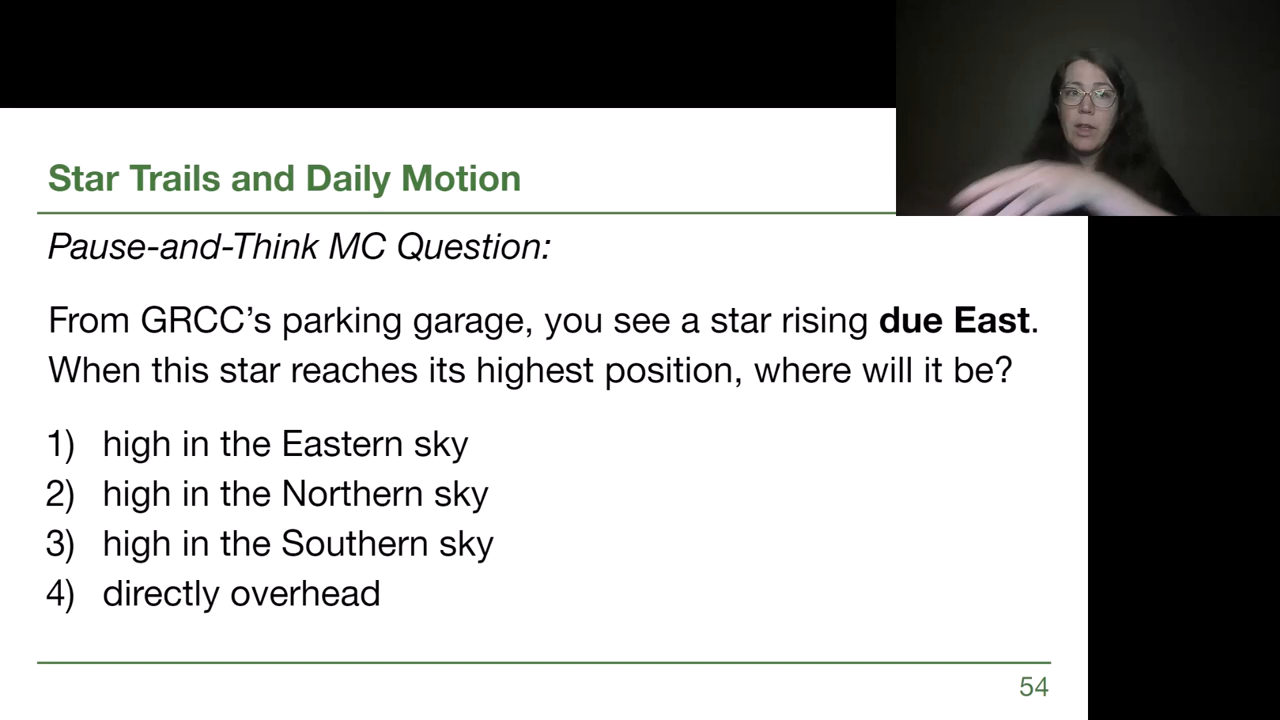 Star Trails and Daily Motion
Pause-and-Think MC Question:
From GRCC’s parking garage, you see a star rising due East.
When this star reaches its highest position, where will it be?
1) high in the Eastern sky
2) high in the Northern sky
3) high in the Southern sky
4) directly overhead
54